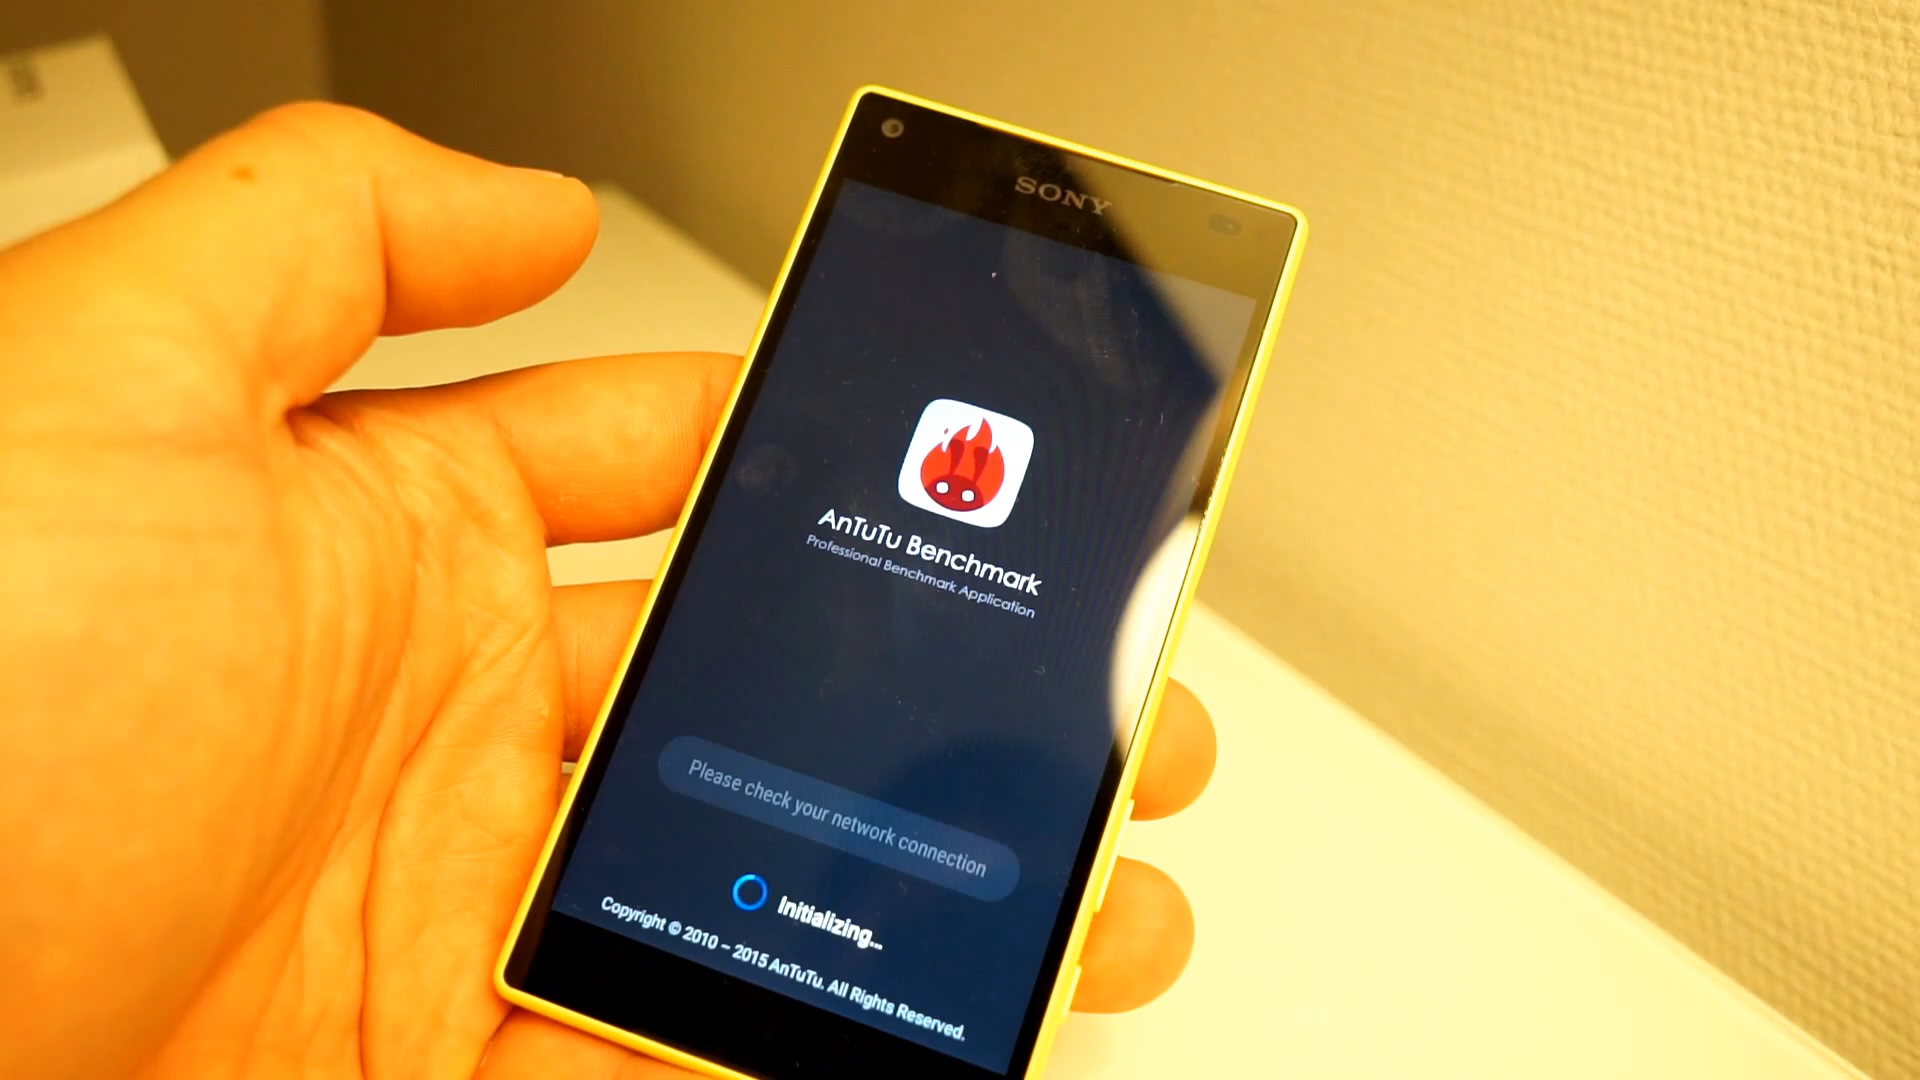 SONY
AnTuTu Benchmark
Professional Benchmark Application
Please check your network connection
Initializing...
Copyright © 2010 – 2015 AnTuTu. All Rights Reserved.